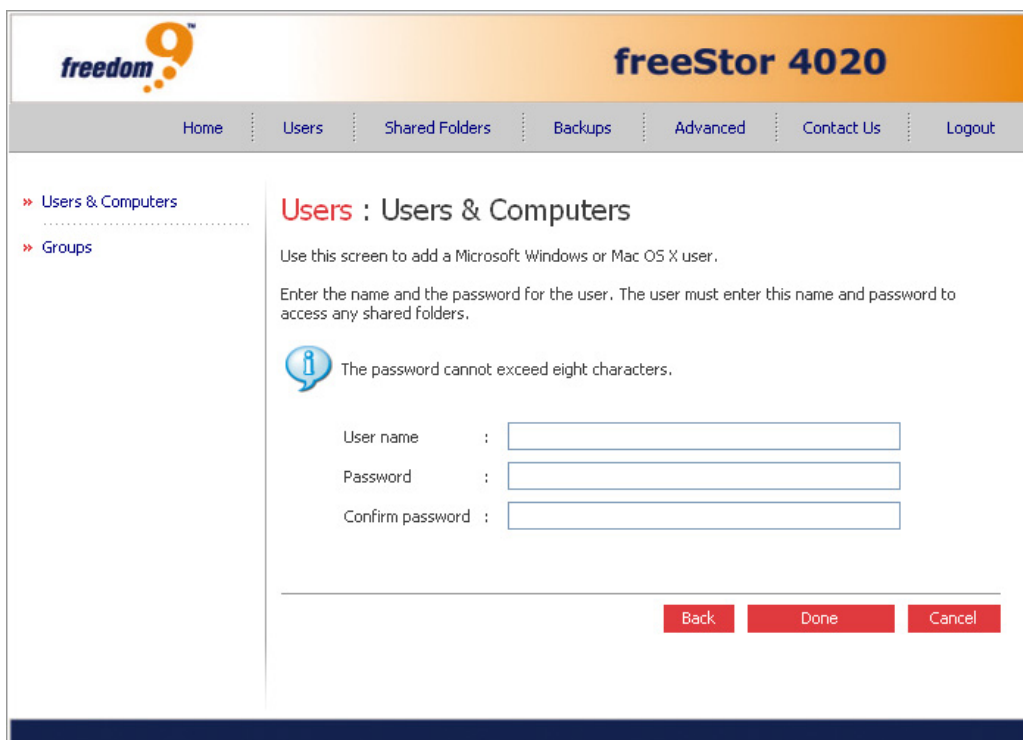 freedom9™
freeStor 4020
Home Users Shared Folders Backups Advanced Contact Us Logout
» Users & Computers
» Groups
Users : Users & Computers
Use this screen to add a Microsoft Windows or Mac OS X user.
Enter the name and the password for the user. The user must enter this name and password to
access any shared folders.
The password cannot exceed eight characters.
User name :
Password :
Confirm password :
Back Done Cancel